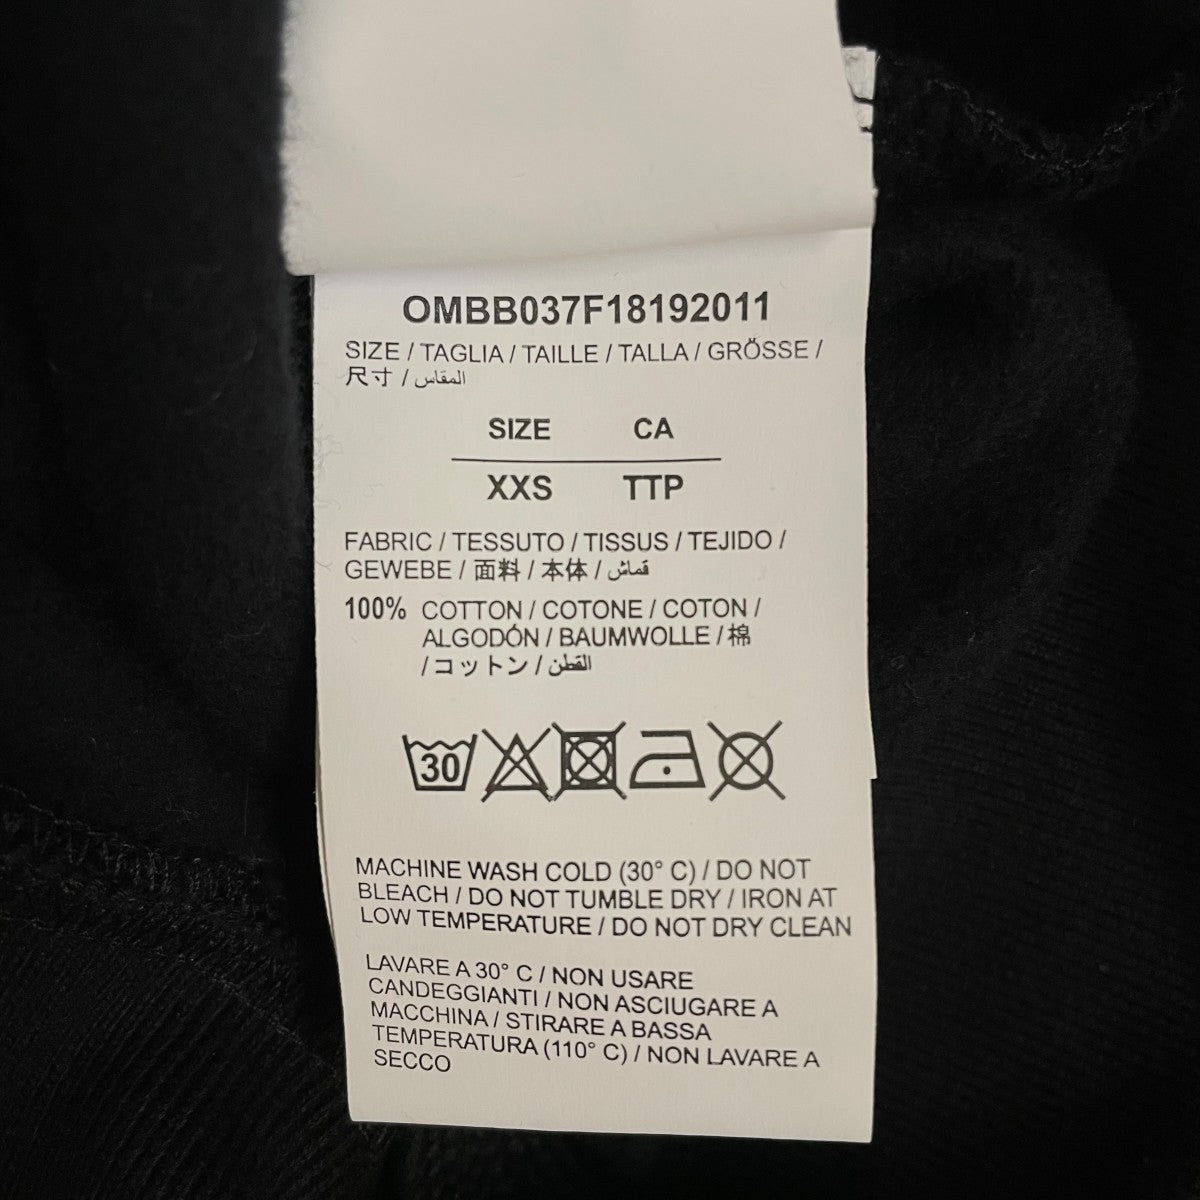 OMBB037F18192011
SIZE / TAGLIA / TAILLE / TALLA / GRÖSSE /
尺寸 / المقاس
SIZE CA
XXS TTP
FABRIC / TESSUTO / TISSUS / TEJIDO /
GEWEBE / 面料 / 本体 / قماش
100% COTTON / COTONE / COTON /
ALGODÓN / BAUMWOLLE / 棉
/ コットン / القطن
30
MACHINE WASH COLD (30° C) / DO NOT
BLEACH / DO NOT TUMBLE DRY / IRON AT
LOW TEMPERATURE / DO NOT DRY CLEAN
LAVARE A 30° C / NON USARE
CANDEGGIANTI / NON ASCIUGARE A
MACCHINA / STIRARE A BASSA
TEMPERATURA (110° C) / NON LAVARE A
SECCO